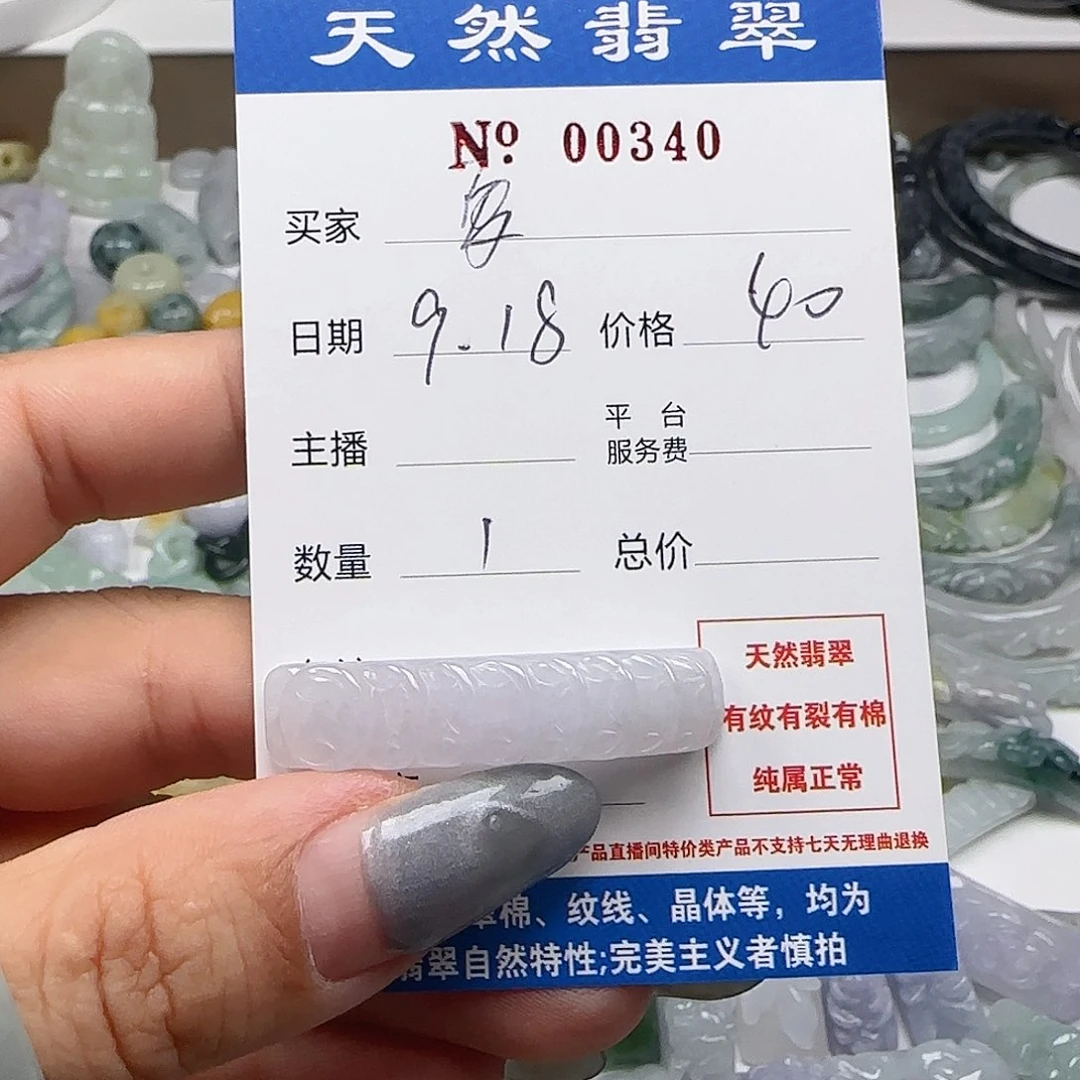 天然翡翠
Nº: 00340
买家
日期 9.18 价格 40
主播 平台服务费
数量 1 总价
天然翡翠
有纹有裂有棉
纯属正常
产品直播间特价类产品不支持七天无理由退换
棉、纹线、晶体等，均为
翡翠自然特性;完美主义者慎拍